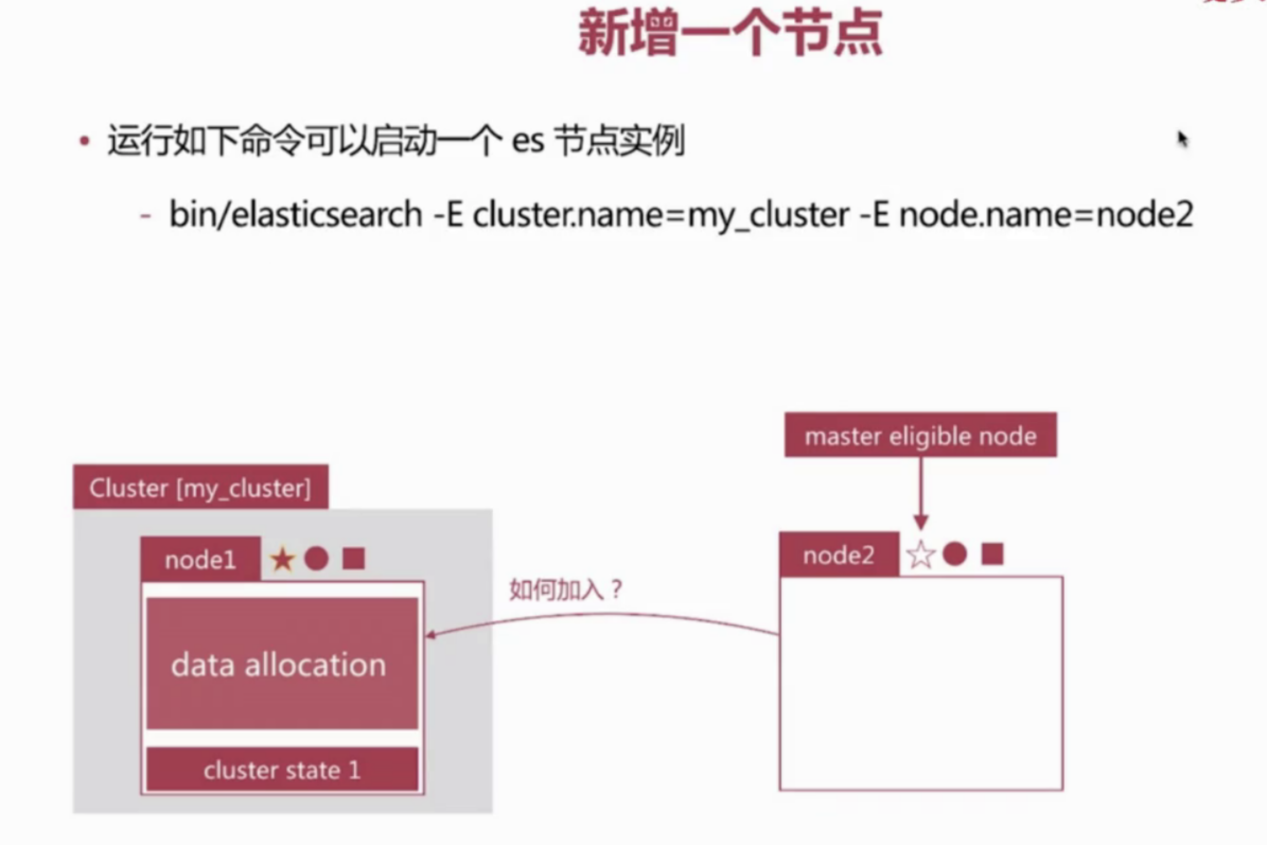 新增一个节点
• 运行如下命令可以启动一个 es 节点实例
- bin/elasticsearch -E cluster.name=my_cluster -E node.name=node2
master eligible node
Cluster [my_cluster]
node1
node2
如何加入？
data allocation
cluster state 1